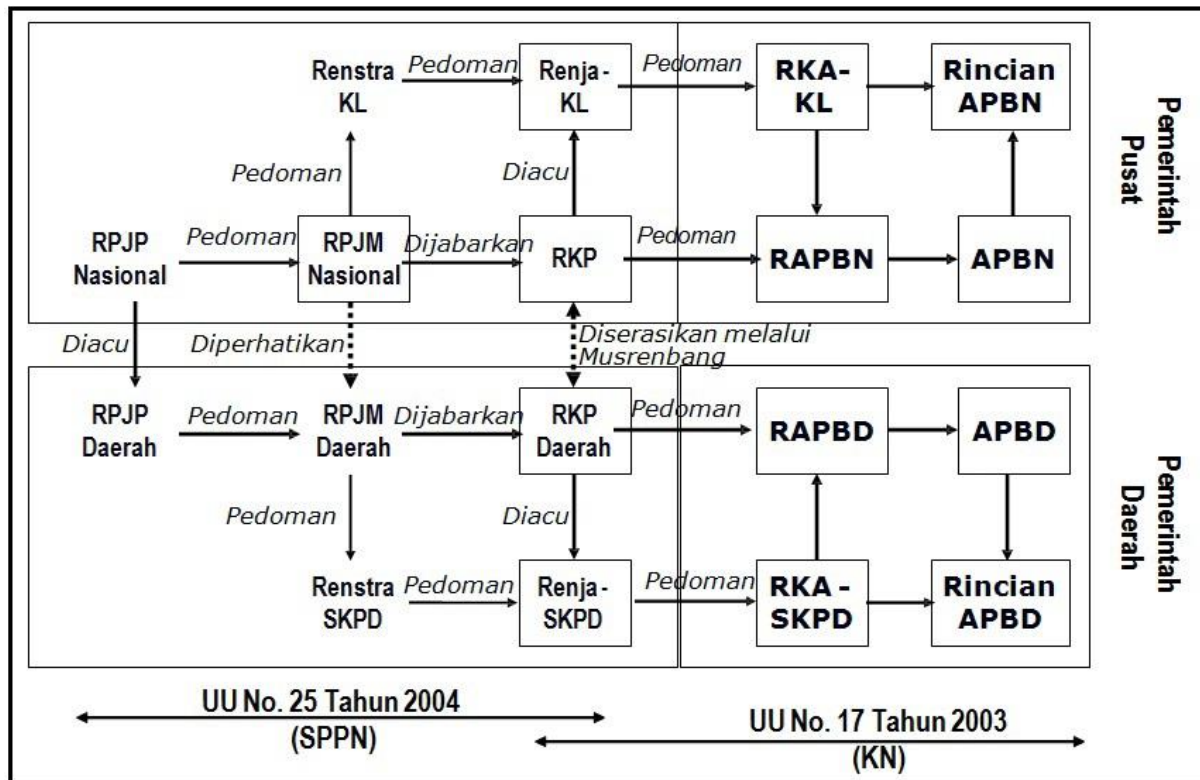 Renstra
KL
Pedoman
Renja -
KL
Pedoman
RKA-
KL
Rincian
APBN
Pemerintah
Pusat
Pedoman
Diacu
RPJP
Nasional
Pedoman
RPJM
Nasional
Dijabarkan
RKP
Pedoman
RAPBN
APBN
Diacu
Diperhatikan
Diserasikan melalui
Musrenbang
RPJP
Daerah
Pedoman
RPJM
Daerah
Dijabarkan
RKP
Daerah
Pedoman
RAPBD
APBD
Pemerintah
Daerah
Pedoman
Diacu
Renstra
SKPD
Pedoman
Renja -
SKPD
Pedoman
RKA -
SKPD
Rincian
APBD
UU No. 25 Tahun 2004
(SPPN)
UU No. 17 Tahun 2003
(KN)